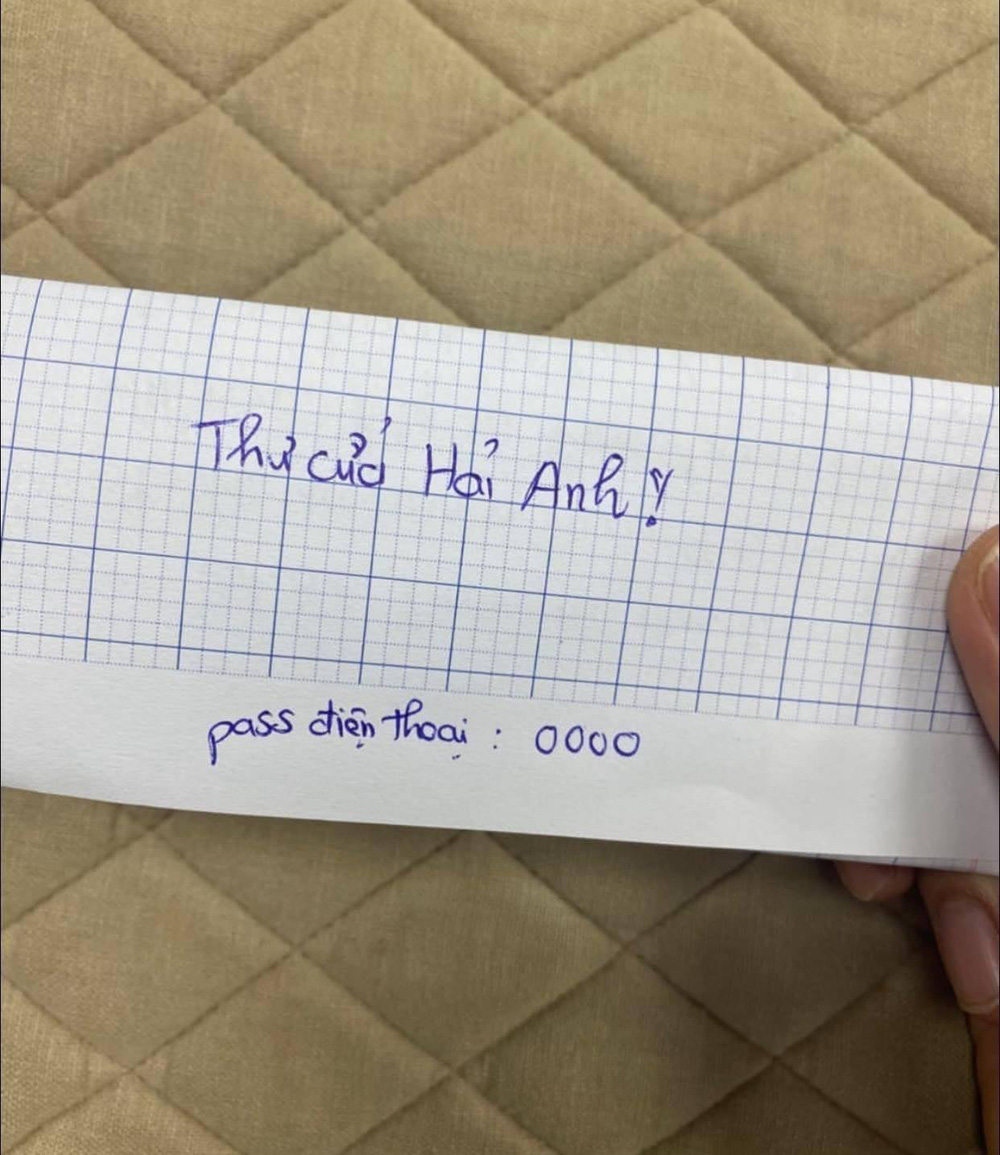 Thư của Hải Anh!
pass điện thoại : 0000